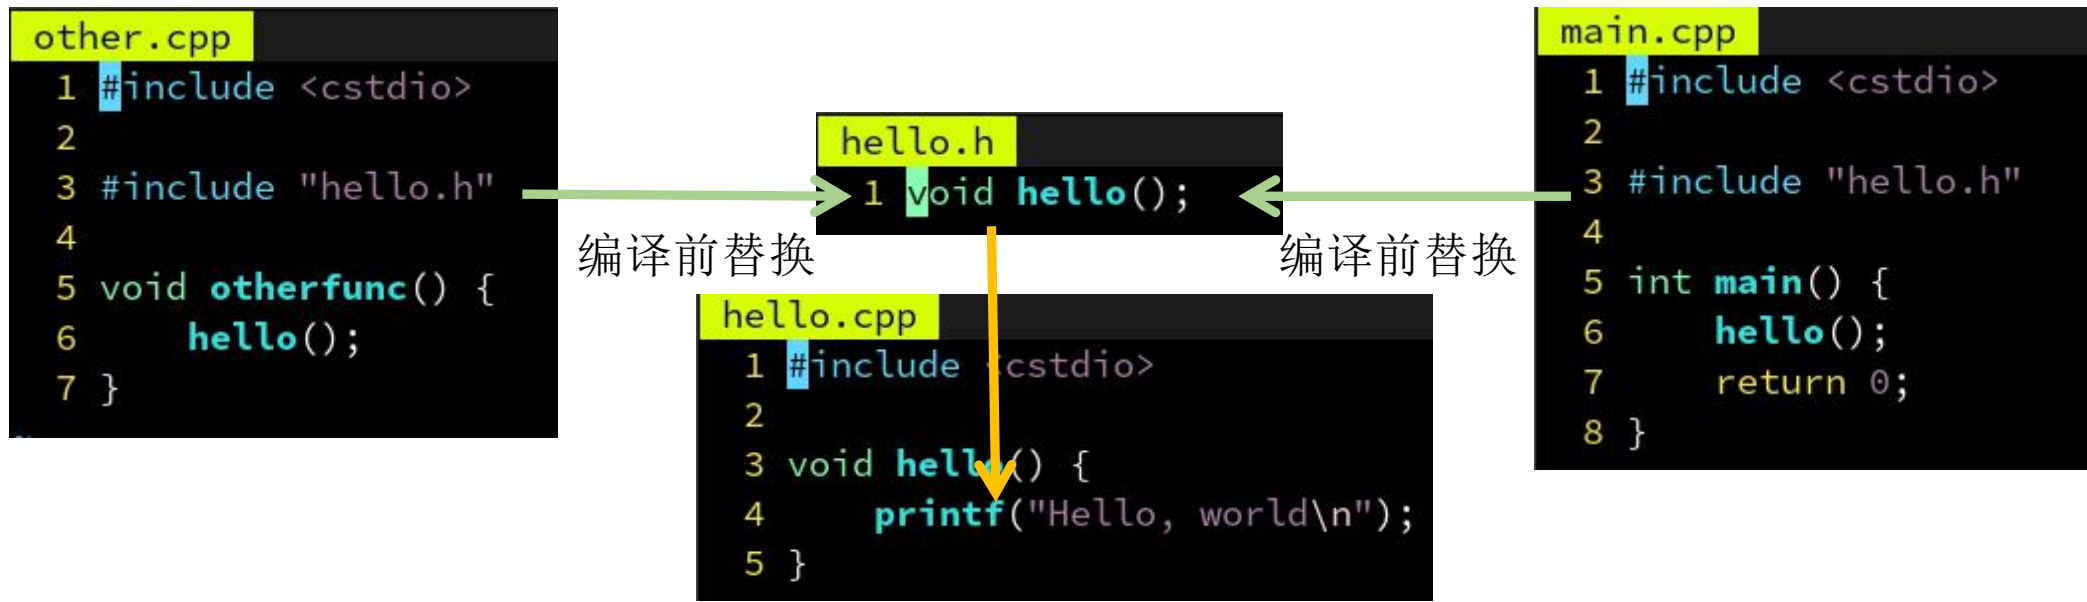 other.cpp
1 #include <cstdio>
2
3 #include "hello.h"
4
5 void otherfunc() {
6     hello();
7 }
编译前替换
hello.h
1 void hello();
hello.cpp
1 #include <cstdio>
2
3 void hello() {
4     printf("Hello, world\n");
5 }
编译前替换
main.cpp
1 #include <cstdio>
2
3 #include "hello.h"
4
5 int main() {
6     hello();
7     return 0;
8 }